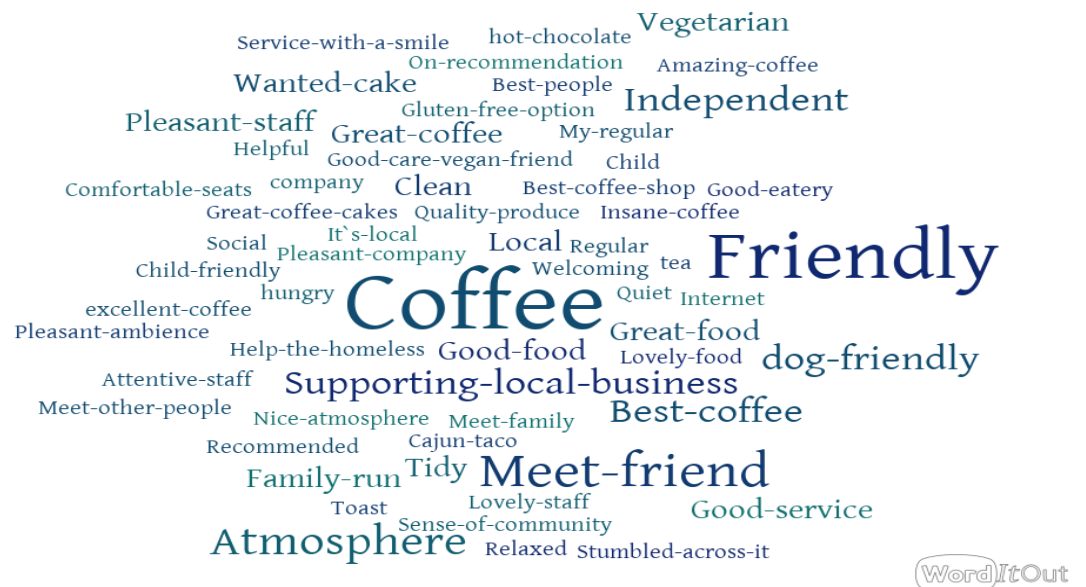 Vegetarian
Service-with-a-smile hot-chocolate
On-recommendation Amazing-coffee
Wanted-cake Best-people Independent
Gluten-free-option
Pleasant-staff Great-coffee My-regular
Helpful Good-care-vegan-friend Child
Comfortable-seats company Clean Best-coffee-shop Good-eatery
Great-coffee-cakes Quality-produce Insane-coffee
Social It`s-local Local Regular Friendly
Pleasant-company
Child-friendly Welcoming tea
hungry Coffee Quiet Internet
excellent-coffee
Pleasant-ambience Great-food
Help-the-homeless Good-food Lovely-food dog-friendly
Attentive-staff Supporting-local-business
Meet-other-people Nice-atmosphere Meet-family Best-coffee
Recommended Cajun-taco
Family-run Tidy Meet-friend
Toast Lovely-staff Good-service
Sense-of-community
Atmosphere Relaxed Stumbled-across-it
WordItOut